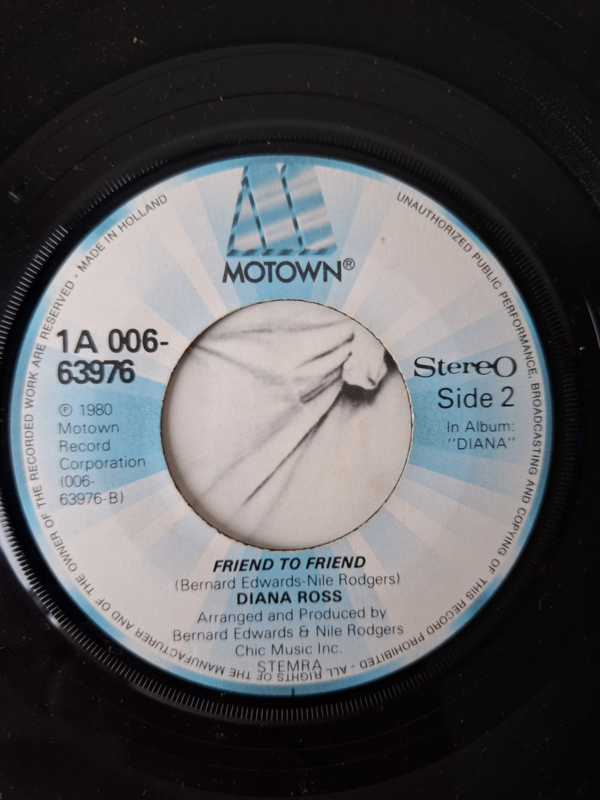 MOTOWN®
1A 006-
63976
℗ 1980
Motown
Record
Corporation
(006-
63976-B)
Stereo
Side 2
In Album:
"DIANA"
FRIEND TO FRIEND
(Bernard Edwards-Nile Rodgers)
DIANA ROSS
Arranged and Produced by
Bernard Edwards & Nile Rodgers
Chic Music Inc.
STEMRA
UNAUTHORIZED PUBLIC PERFORMANCE, BROADCASTING AND COPYING OF THIS RECORD PROHIBITED - ALL RIGHTS OF THE MANUFACTURER AND OF THE OWNER OF THE RECORDED WORK ARE RESERVED - MADE IN HOLLAND